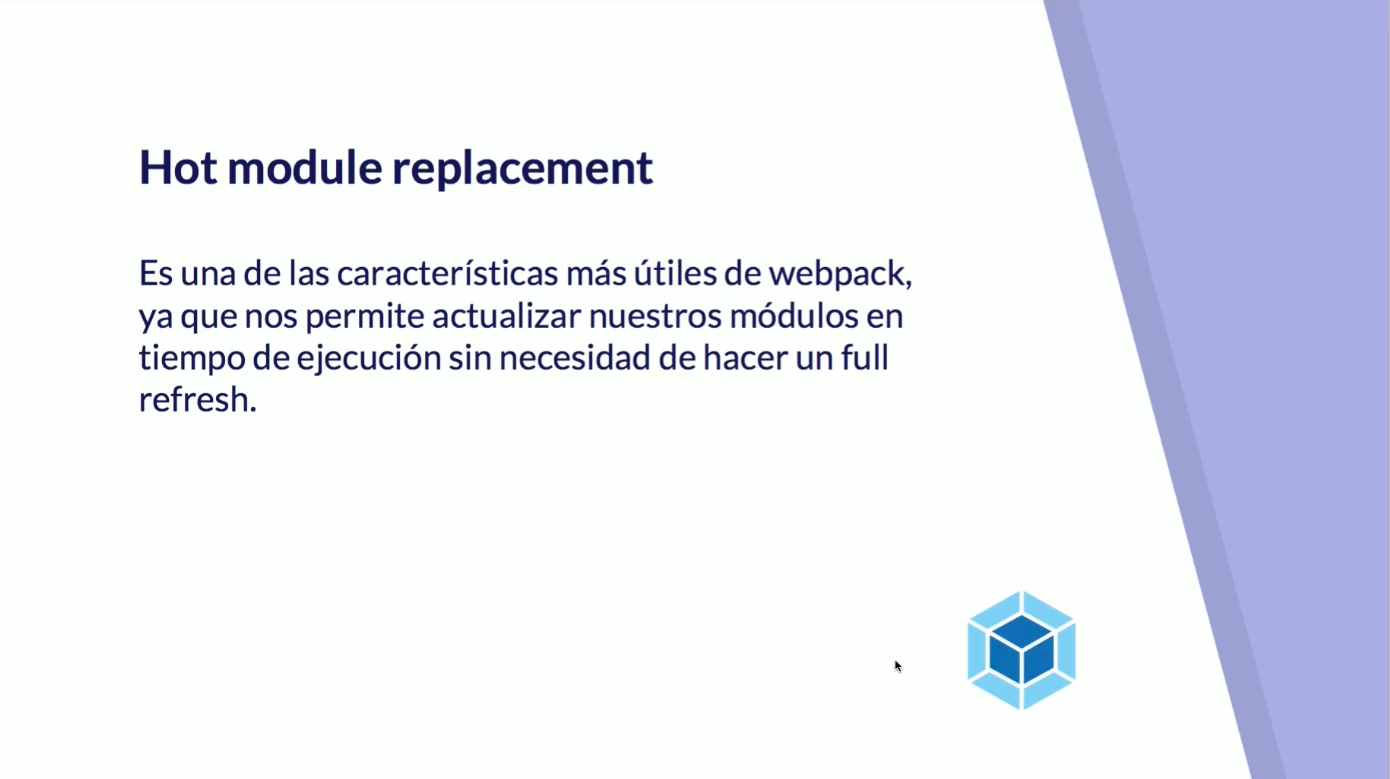 Hot module replacement
Es una de las características más útiles de webpack,
ya que nos permite actualizar nuestros módulos en
tiempo de ejecución sin necesidad de hacer un full
refresh.